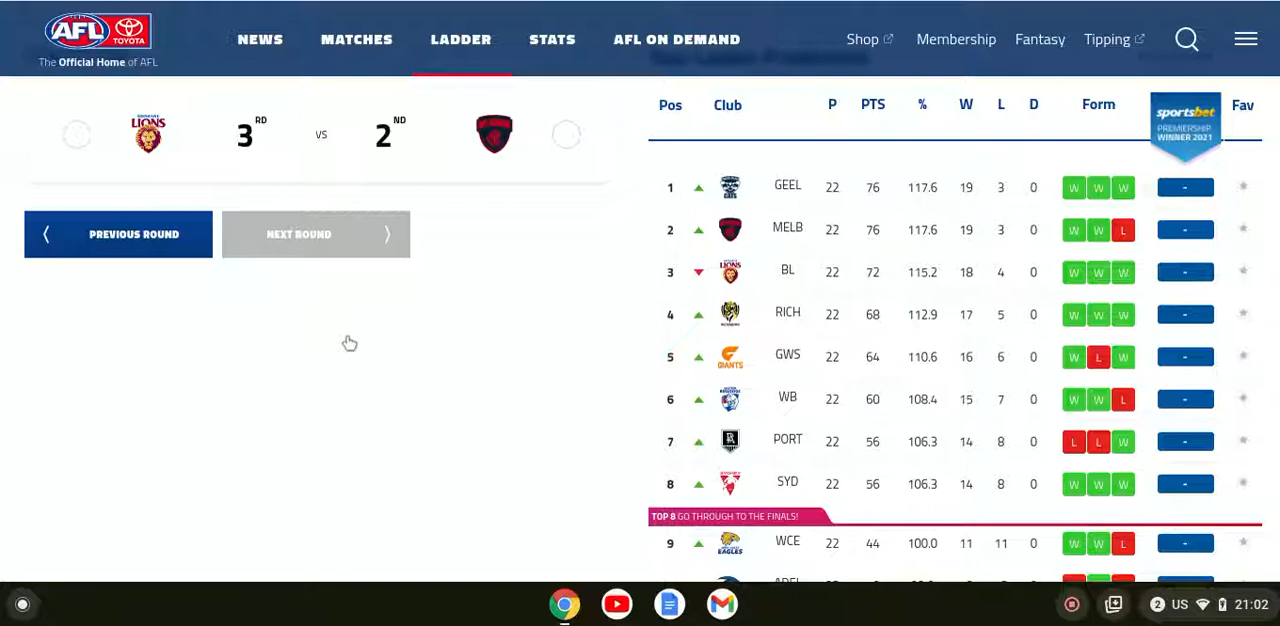 AFL TOYOTA
The Official Home of AFL
NEWS MATCHES LADDER STATS AFL ON DEMAND Shop Membership Fantasy Tipping
LIONS 3RD VS 2ND
PREVIOUS ROUND NEXT ROUND
Pos Club P PTS % W L D Form Fav
sportsbet
PREMIERSHIP
WINNER 2021
1 GEEL 22 76 117.6 19 3 0 W W W -
2 MELB 22 76 117.6 19 3 0 W W L -
3 BL 22 72 115.2 18 4 0 W W W -
4 RICH 22 68 112.9 17 5 0 W W W -
5 GIANTS GWS 22 64 110.6 16 6 0 W L W -
6 WB 22 60 108.4 15 7 0 W W L -
7 PORT 22 56 106.3 14 8 0 L L W -
8 SYD 22 56 106.3 14 8 0 W W W -
TOP 8 GO THROUGH TO THE FINALS!
9 EAGLES WCE 22 44 100.0 11 11 0 W W L -
2 US 21:02